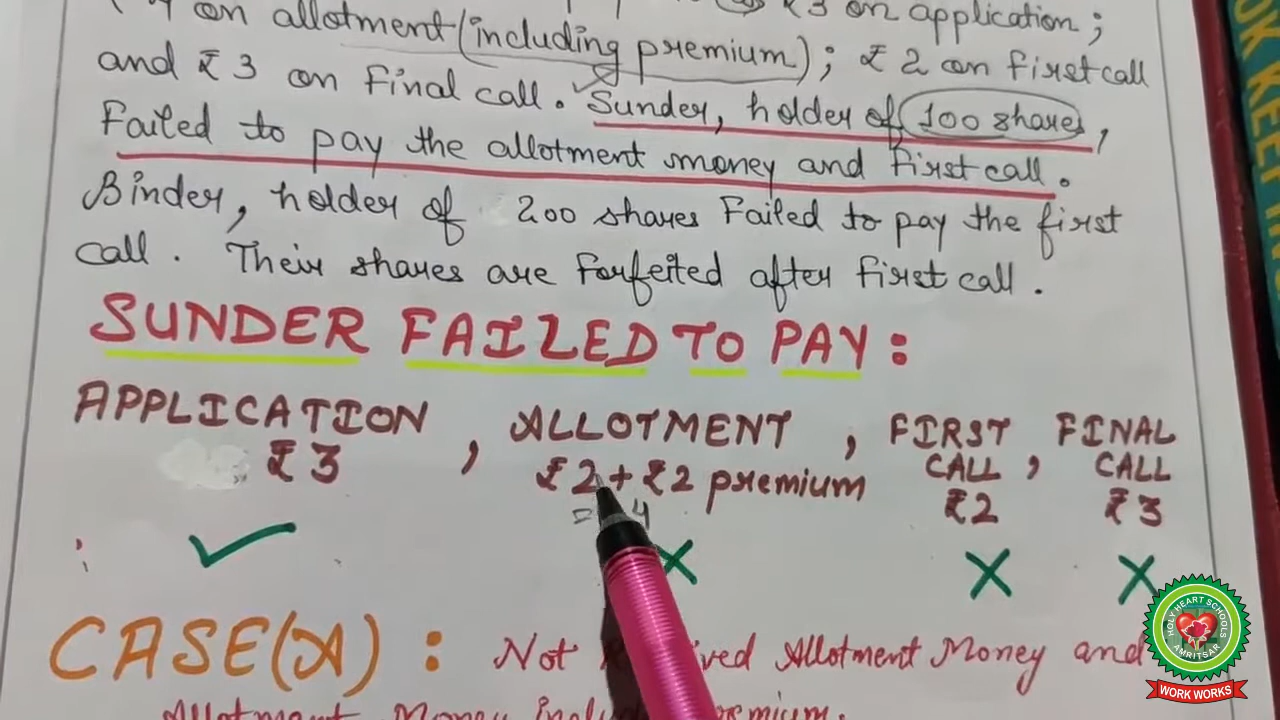 on allotment (including premium); ₹2 on first call
₹3 on application;
and ₹3 on Final call. Sunder, holder of 100 shares,
Failed to pay the allotment money and first call.
Binder, holder of 200 shares Failed to pay the first
call. Their shares are Forfeited after first call.
SUNDER FAILED TO PAY:
APPLICATION, ALLOTMENT, FIRST CALL, FINAL CALL
₹3 ₹2+₹2 premium ₹2 ₹3
= 4
✓ X X X
CASE(A): Not Allotment Money and
Allotment Money
HOLY HEART SCHOOLS
AMRITSAR
WORK WORKS